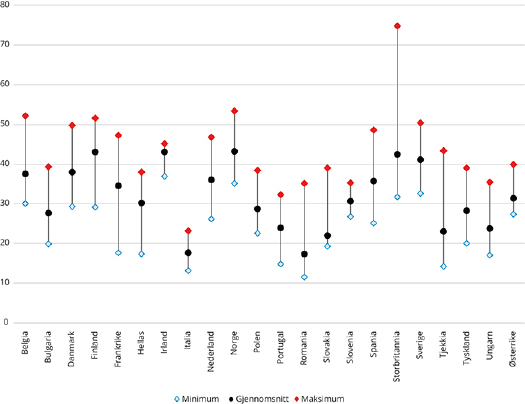 80
70
60
50
40
30
20
10
0
Belgia
Bulgaria
Danmark
Finland
Frankrike
Hellas
Irland
Italia
Nederland
Norge
Polen
Portugal
Romania
Slovakia
Slovenia
Spania
Storbritannia
Sverige
Tjekkia
Tyskland
Ungarn
Østerrike
Minimum Gjennomsnitt Maksimum